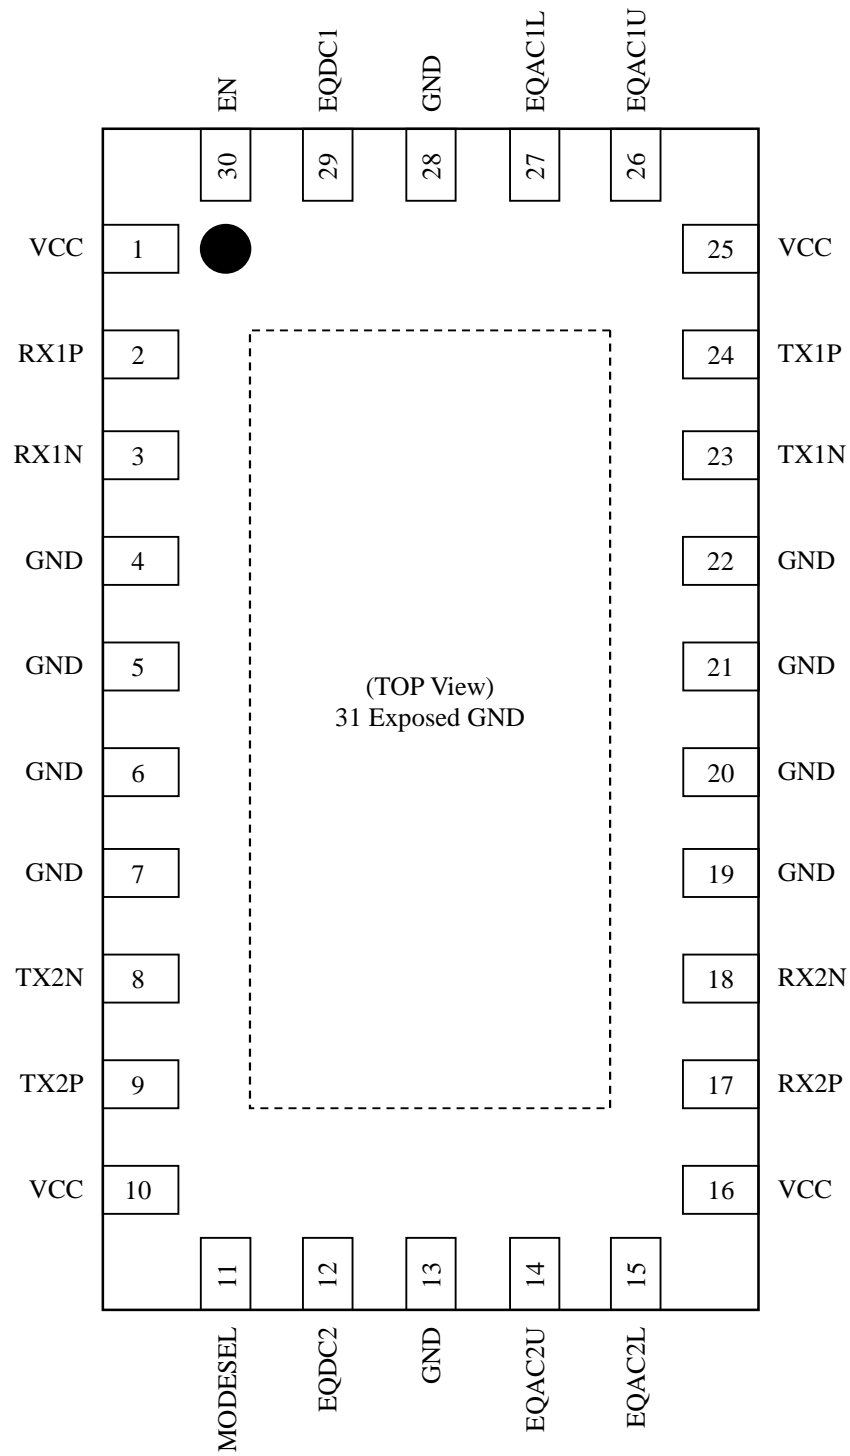 EN
EQDC1
GND
EQAC1L
EQAC1U
30
29
28
27
26
VCC 1
25 VCC
RX1P 2
24 TX1P
RX1N 3
23 TX1N
GND 4
22 GND
GND 5
21 GND
(TOP View)
31 Exposed GND
GND 6
20 GND
GND 7
19 GND
TX2N 8
18 RX2N
TX2P 9
17 RX2P
VCC 10
16 VCC
11
12
13
14
15
MODESEL
EQDC2
GND
EQAC2U
EQAC2L